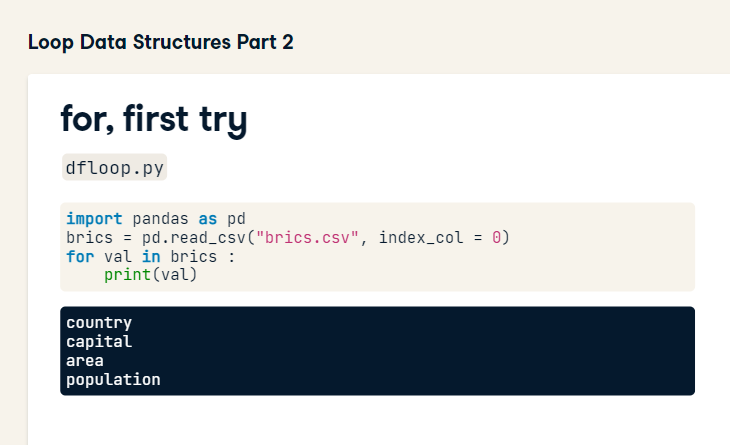 Loop Data Structures Part 2
for, first try
dfloop.py
import pandas as pd
brics = pd.read_csv("brics.csv", index_col = 0)
for val in brics :
    print(val)
country
capital
area
population